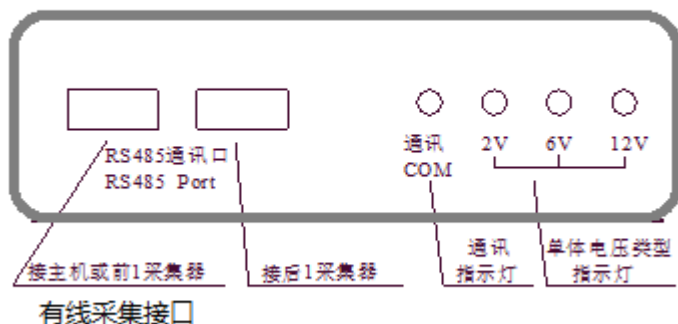 RS485通讯口
RS485 Port
通讯
COM
2V
6V
12V
接主机或前1采集器
接后1采集器
通讯
指示灯
单体电压类型
指示灯
有线采集接口